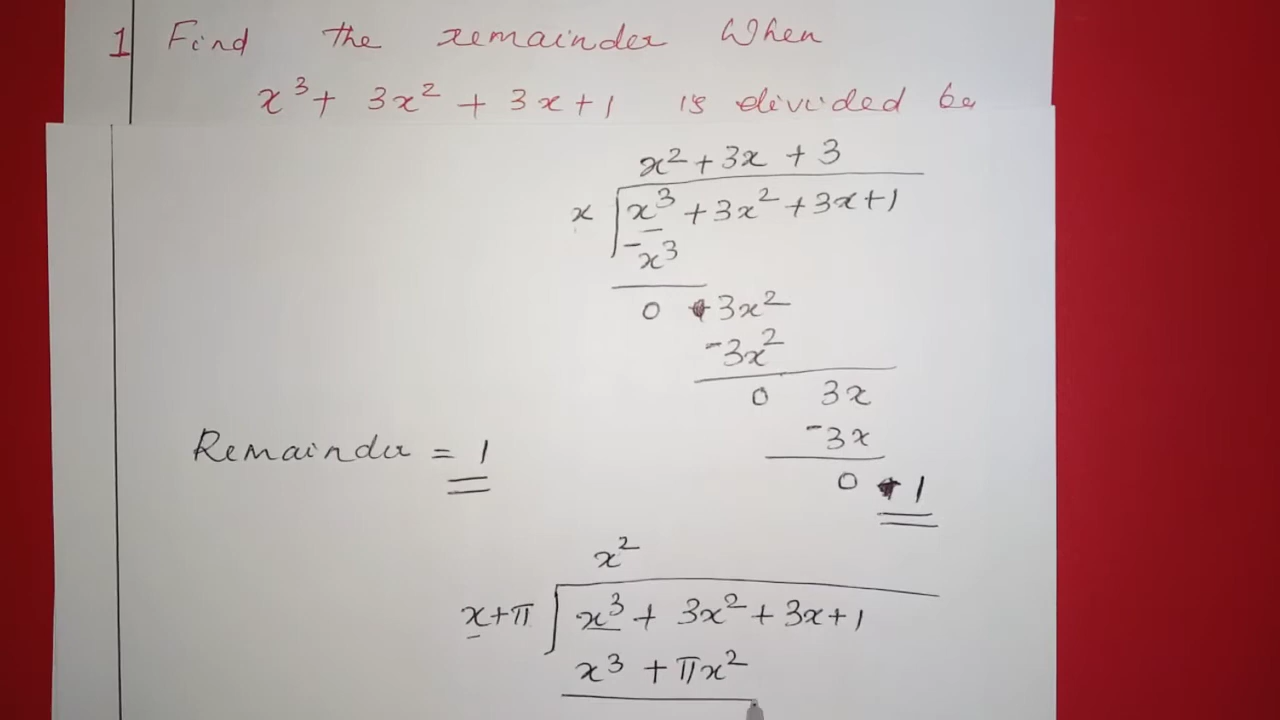 1 Find the remainder when
x³ + 3x² + 3x + 1 is divided be
x² + 3x + 3
x x³ + 3x² + 3x + 1
-x³
0 +3x²
-3x²
0 3x
-3x
Remainder = 1
0 +1
x²
x+π x³ + 3x² + 3x + 1
x³ + πx²